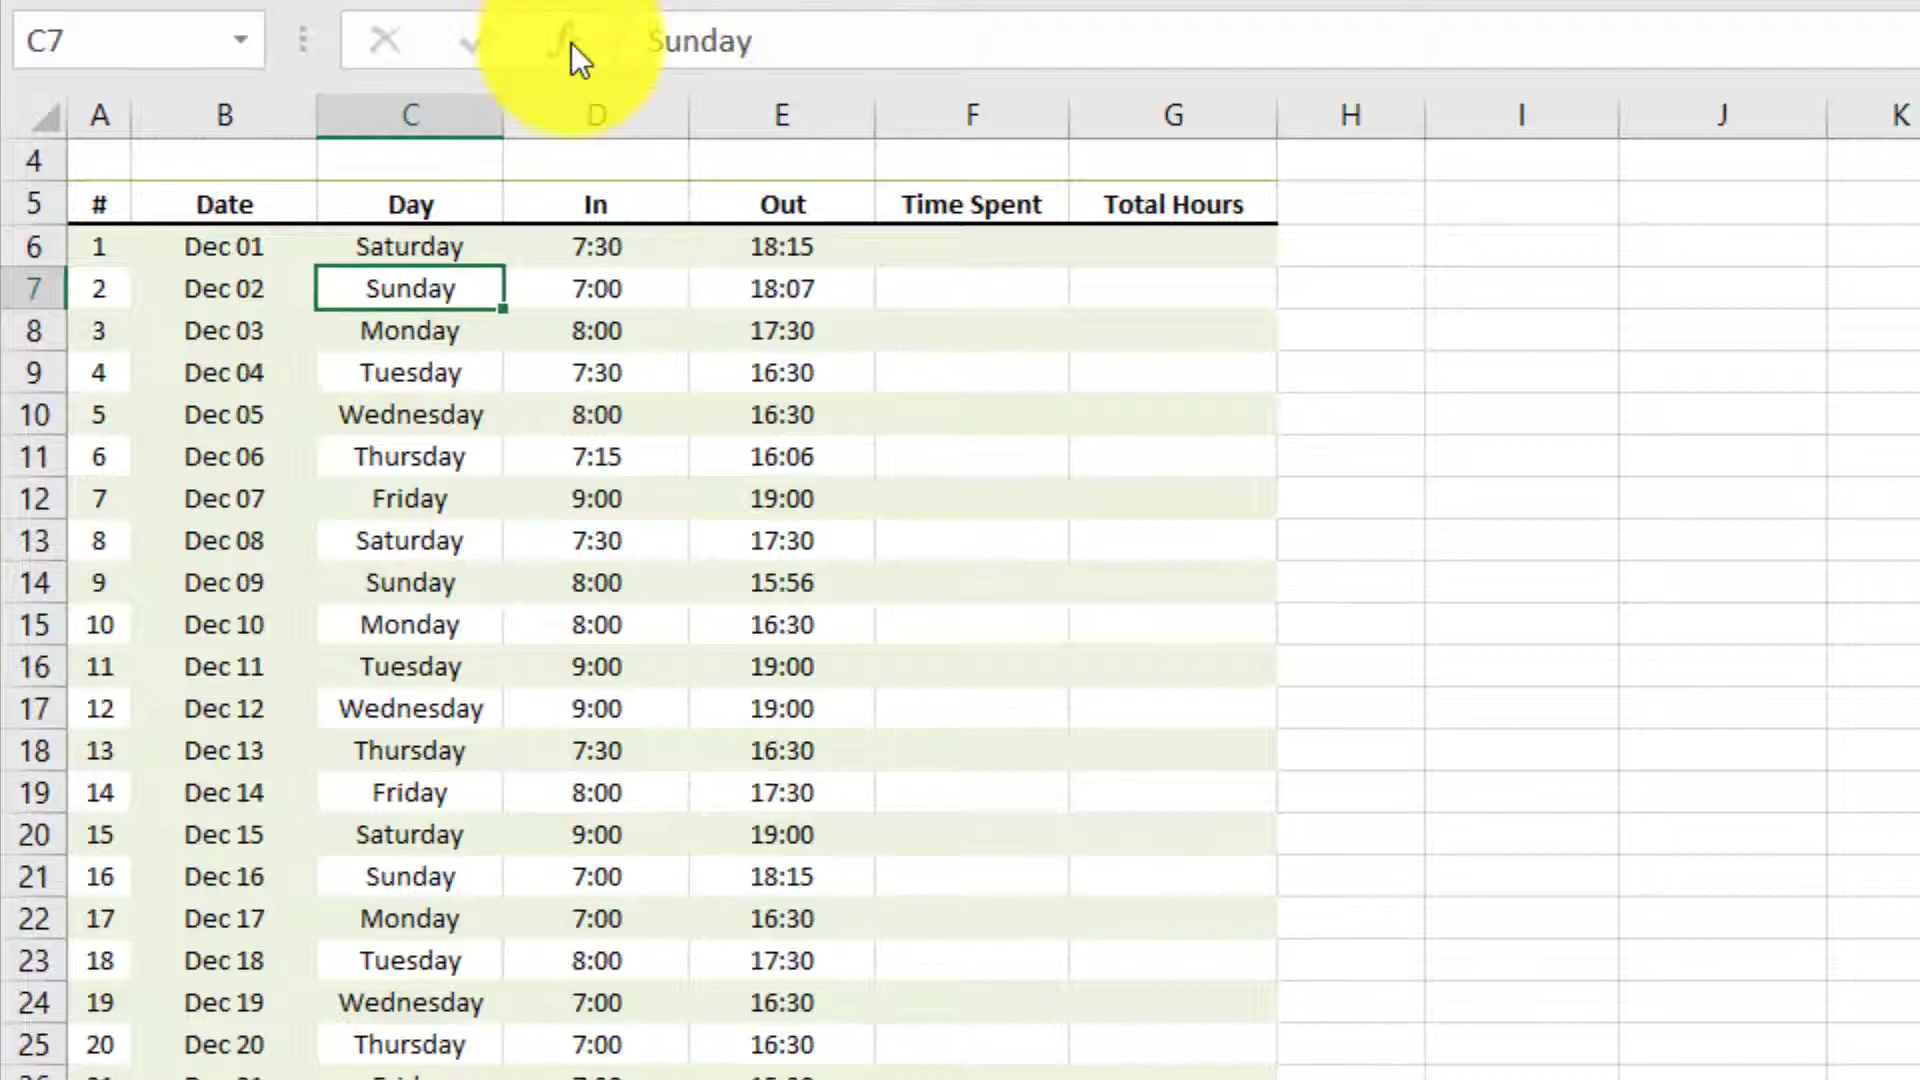 C7 fx Sunday
A B C D E F G H I J K
4
5 # Date Day In Out Time Spent Total Hours
6 1 Dec 01 Saturday 7:30 18:15
7 2 Dec 02 Sunday 7:00 18:07
8 3 Dec 03 Monday 8:00 17:30
9 4 Dec 04 Tuesday 7:30 16:30
10 5 Dec 05 Wednesday 8:00 16:30
11 6 Dec 06 Thursday 7:15 16:06
12 7 Dec 07 Friday 9:00 19:00
13 8 Dec 08 Saturday 7:30 17:30
14 9 Dec 09 Sunday 8:00 15:56
15 10 Dec 10 Monday 8:00 16:30
16 11 Dec 11 Tuesday 9:00 19:00
17 12 Dec 12 Wednesday 9:00 19:00
18 13 Dec 13 Thursday 7:30 16:30
19 14 Dec 14 Friday 8:00 17:30
20 15 Dec 15 Saturday 9:00 19:00
21 16 Dec 16 Sunday 7:00 18:15
22 17 Dec 17 Monday 7:00 16:30
23 18 Dec 18 Tuesday 8:00 17:30
24 19 Dec 19 Wednesday 7:00 16:30
25 20 Dec 20 Thursday 7:00 16:30